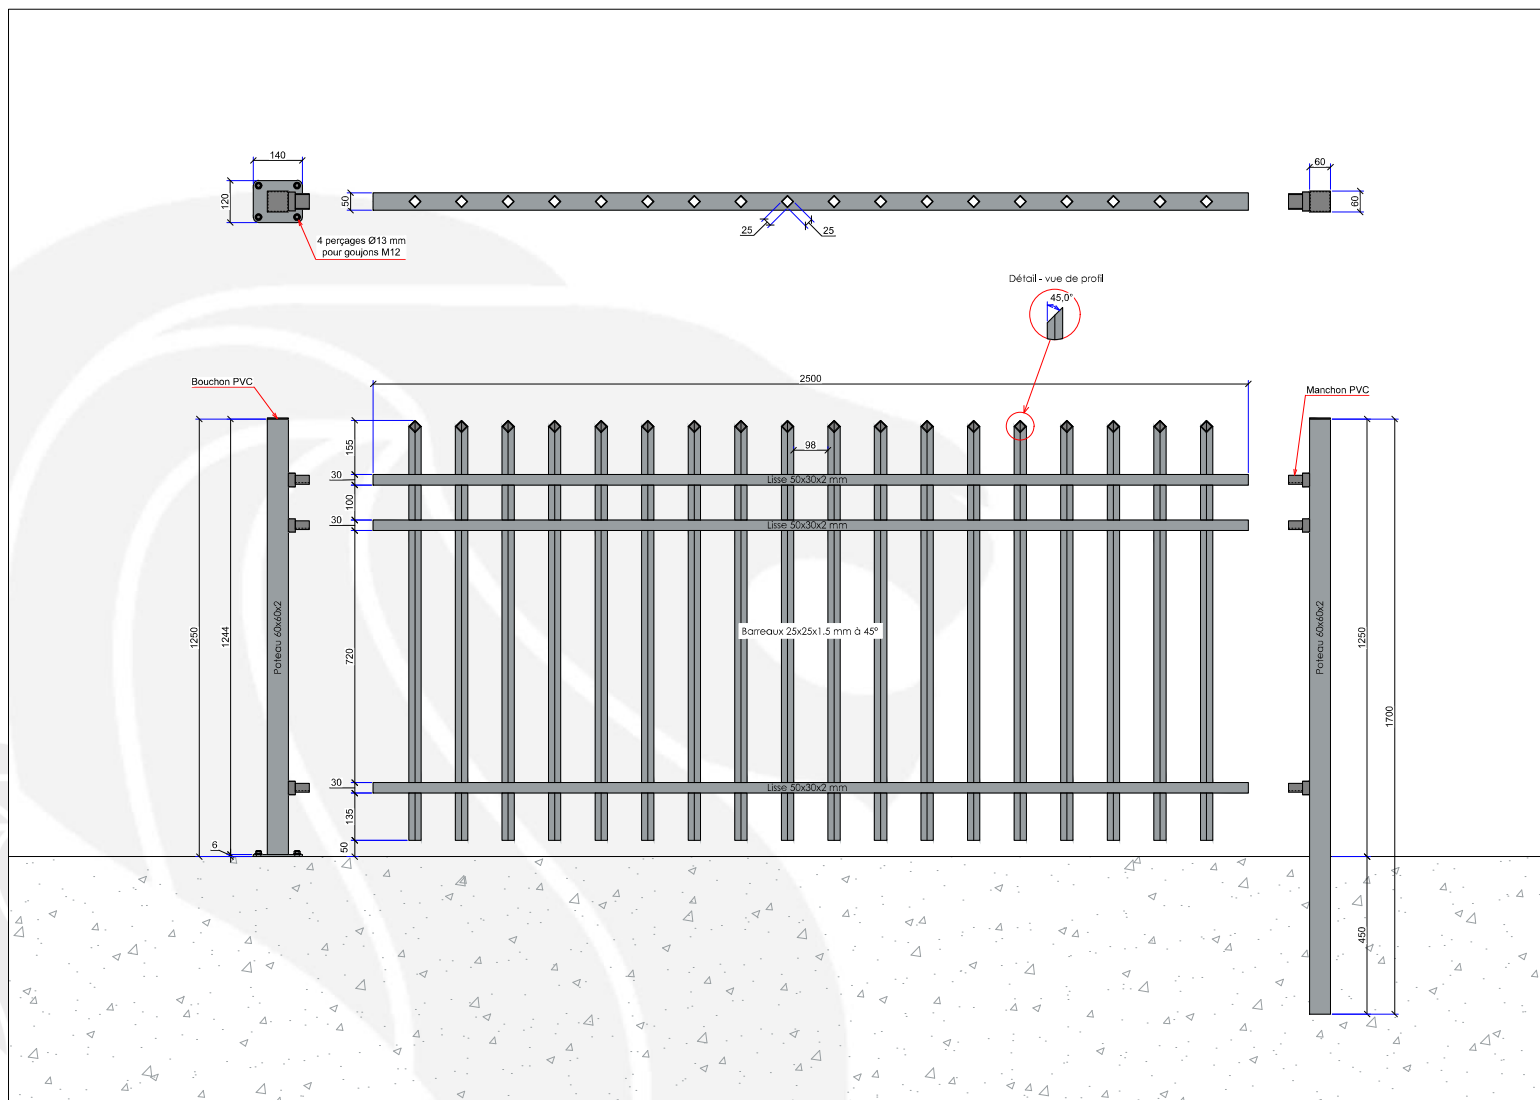 140
120
4 perçages Ø13 mm
pour goujons M12
50
25
25
60
60
Détail - vue de profil
45,0°
2500
Bouchon PVC
Manchon PVC
155
98
30
Lisse 50x30x2 mm
100
30
Lisse 50x30x2 mm
1250
1244
Poteau 60x60x2
720
Barreaux 25x25x1.5 mm à 45°
Poteau 60x60x2
1250
1700
30
Lisse 50x30x2 mm
135
6
50
450